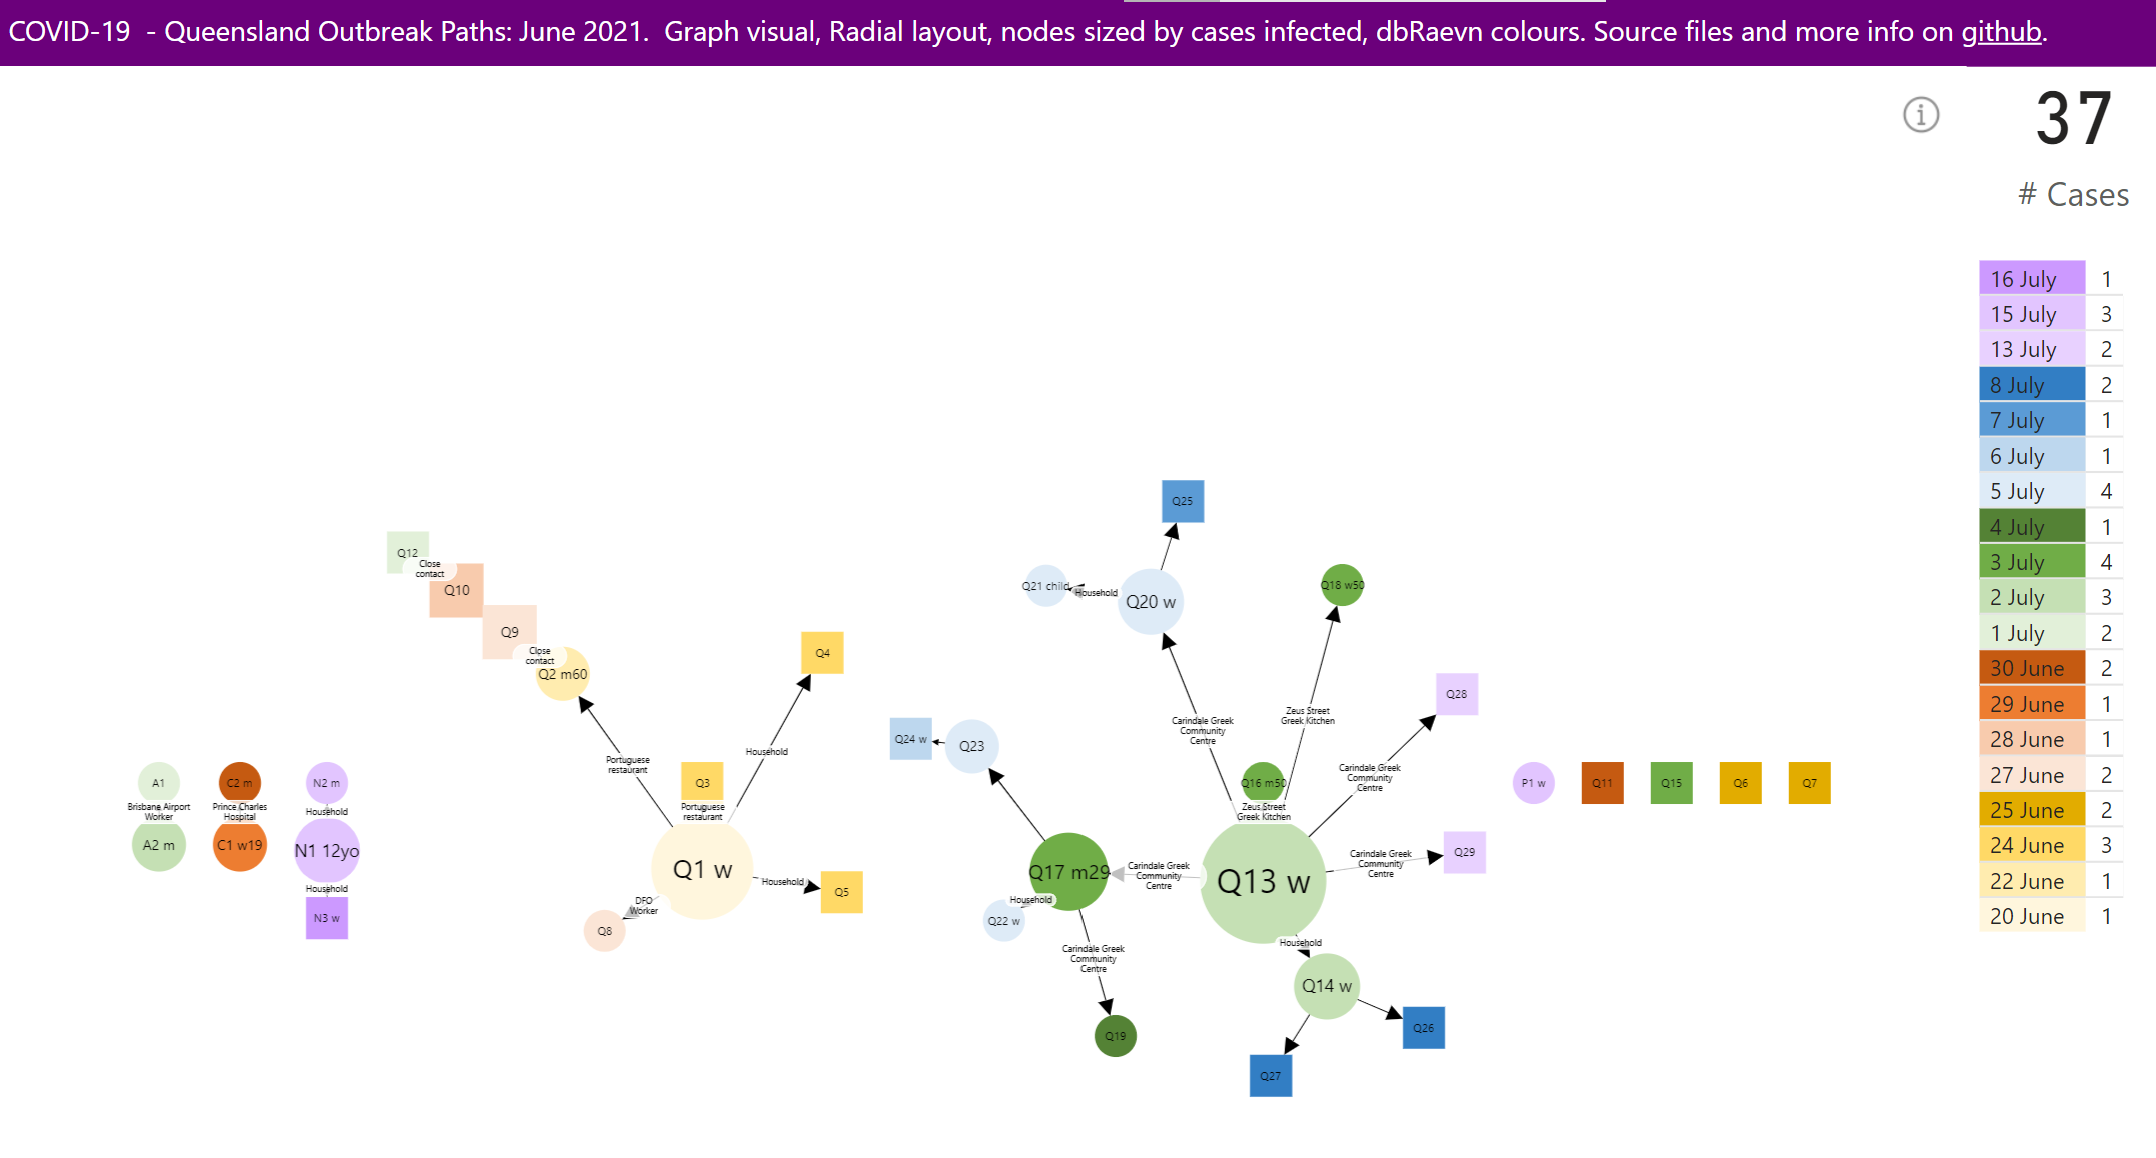 COVID-19 - Queensland Outbreak Paths: June 2021. Graph visual, Radial layout, nodes sized by cases infected, dbRaevn colours. Source files and more info on github.
37
# Cases
16 July 1
15 July 3
13 July 2
8 July 2
7 July 1
6 July 1
5 July 4
4 July 1
3 July 4
2 July 3
1 July 2
30 June 2
29 June 1
28 June 1
27 June 2
25 June 2
24 June 3
22 June 1
20 June 1
A1
Brisbane Airport
Worker
A2 m
C2 m
Prince Charles
Hospital
C1 w19
N2 m
Household
N1 12yo
Household
N3 w
Q12
Close
contact
Q10
Q9
Close
contact
Q2 m60
Portuguese
restaurant
Q3
Portuguese
restaurant
Q4
Household
Q1 w
Household
Q5
DFO
Worker
Q8
Q25
Q21 child
Household
Q20 w
Carindale Greek
Community
Centre
Q18 w50
Zeus Street
Greek Kitchen
Q28
Carindale Greek
Community
Centre
Q24 w
Q23
Q16 m50
Zeus Street
Greek Kitchen
Q17 m29
Carindale Greek
Community
Centre
Q13 w
Carindale Greek
Community
Centre
Q29
Household
Q22 w
Carindale Greek
Community
Centre
Q19
Household
Q14 w
Q26
Q27
P1 w
Q11
Q15
Q6
Q7